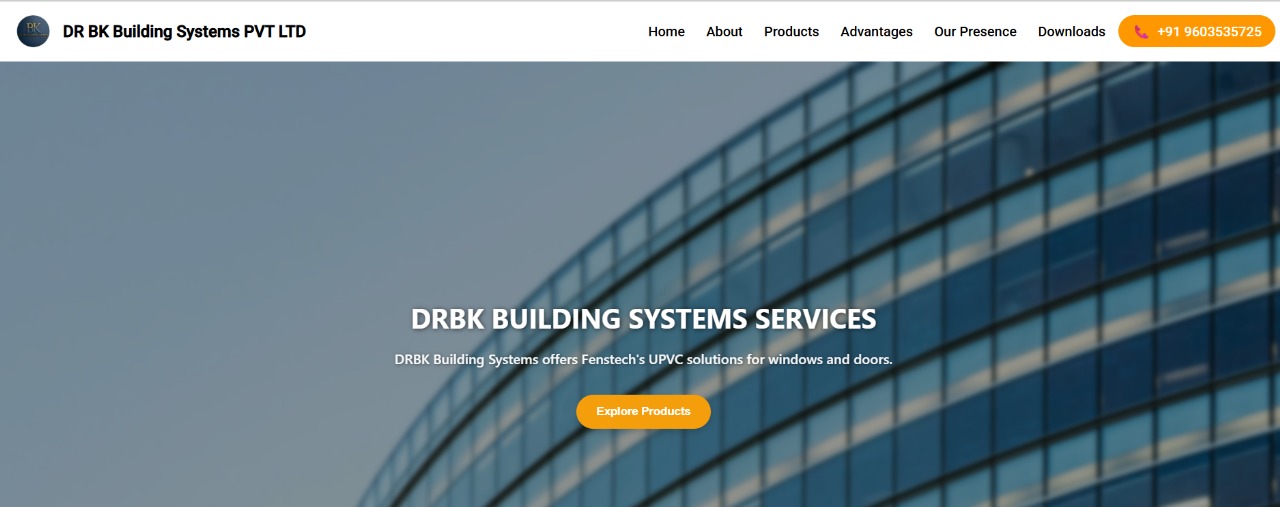 BK
DR BK Building Systems PVT LTD
Home About Products Advantages Our Presence Downloads +91 9603535725
DRBK BUILDING SYSTEMS SERVICES
DRBK Building Systems offers Fenstech's UPVC solutions for windows and doors.
Explore Products